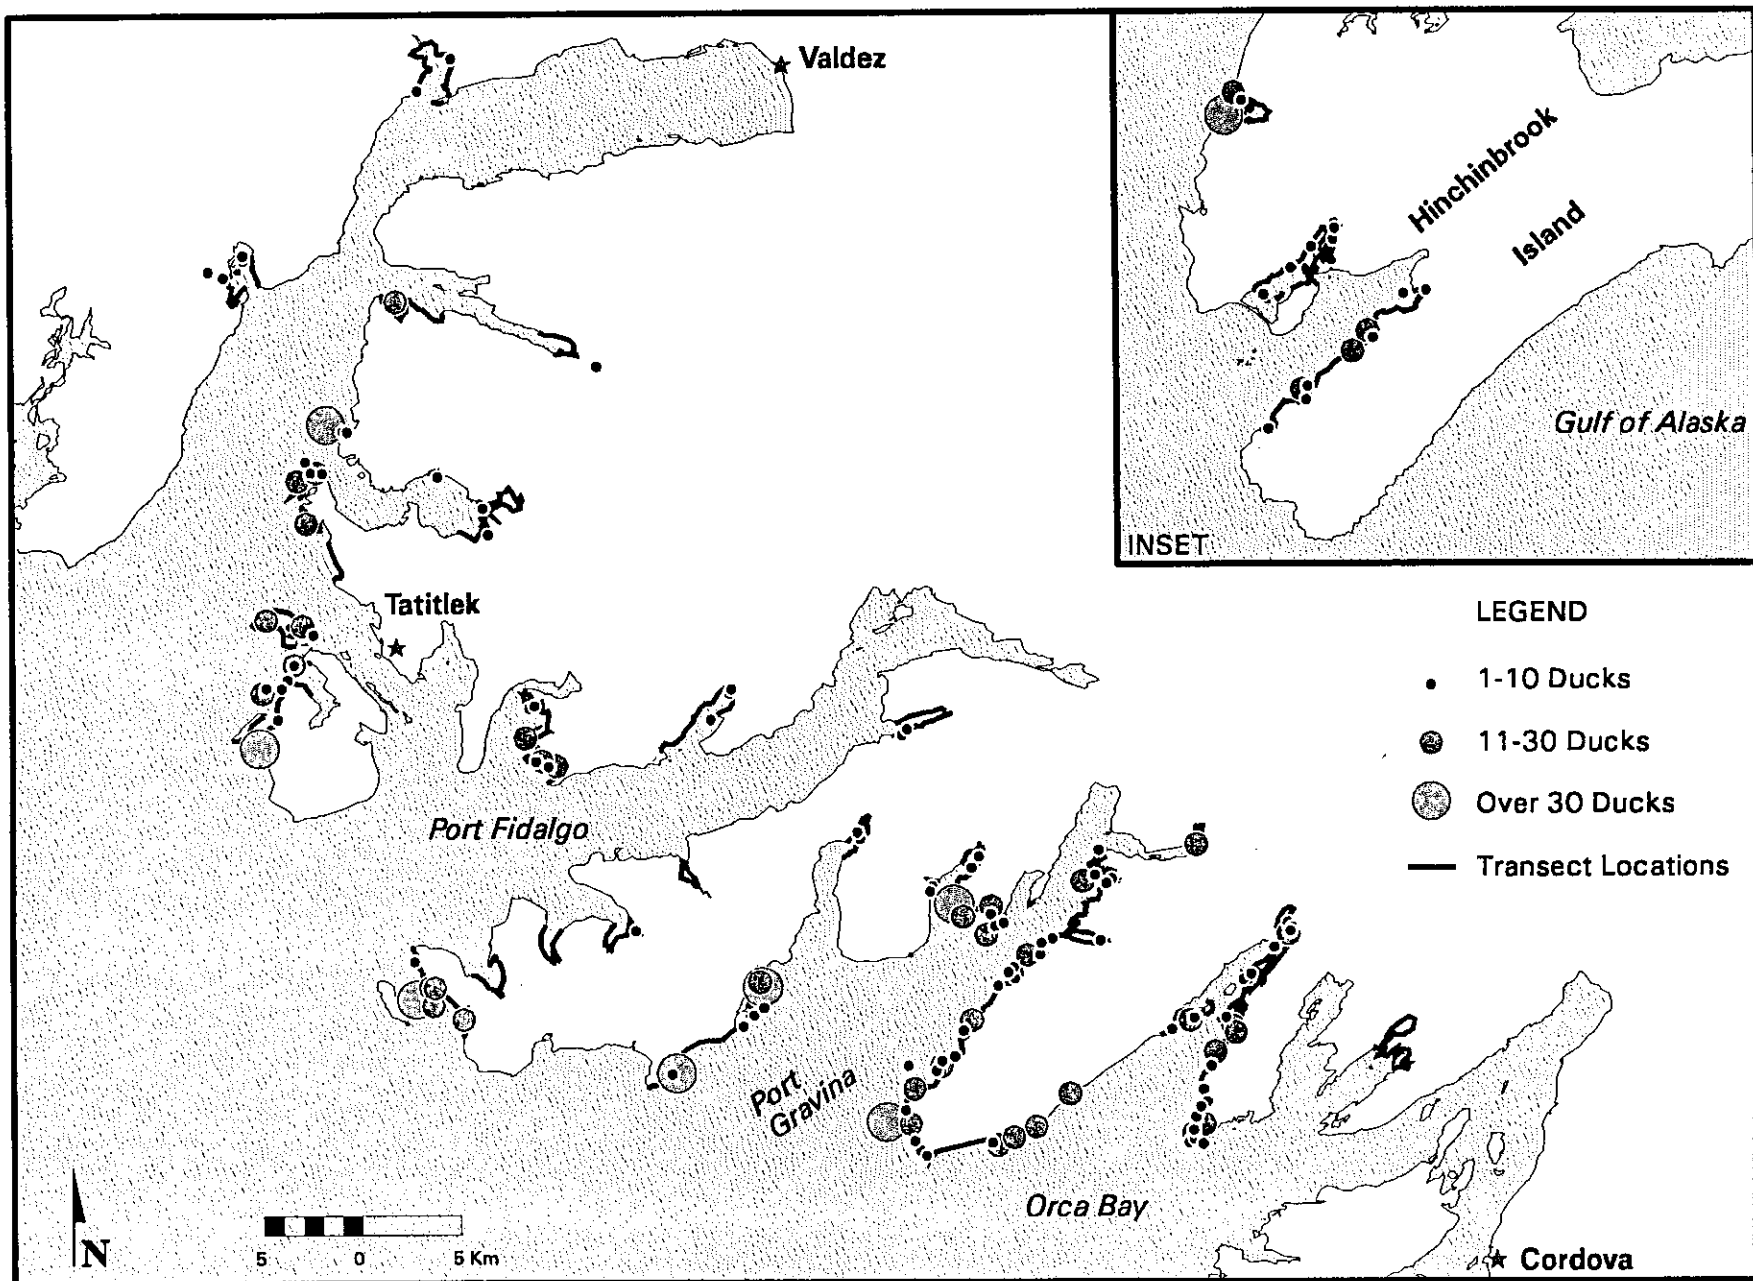 Valdez
Hinchinbrook
Island
Gulf of Alaska
INSET
Tatitlek
LEGEND
1-10 Ducks
11-30 Ducks
Over 30 Ducks
Transect Locations
Port Fidalgo
Port
Gravina
Orca Bay
N
5 0 5 Km
Cordova